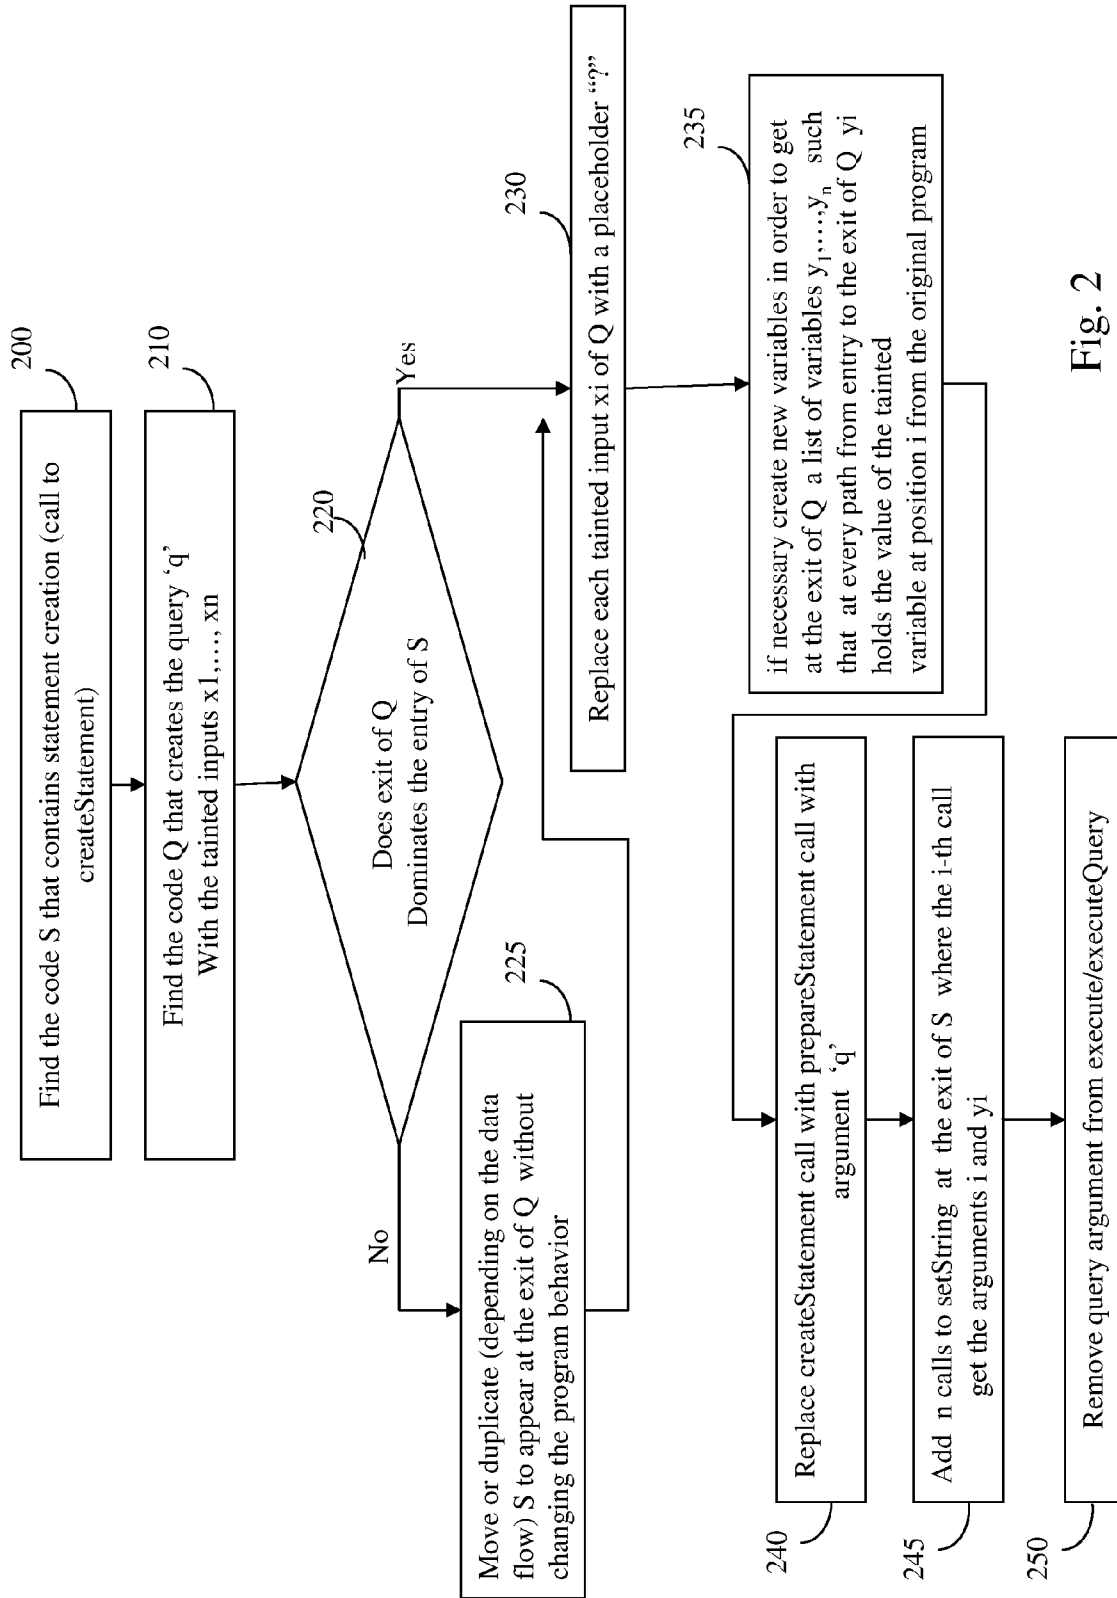 200
Find the code S that contains statement creation (call to
createStatement)
210
Find the code Q that creates the query ‘q’
With the tainted inputs x1,…, xn
220
Does exit of Q
Dominates the entry of S
No
Yes
225
Move or duplicate (depending on the data
flow) S to appear at the exit of Q without
changing the program behavior
230
Replace each tainted input xi of Q with a placeholder “?”
235
if necessary create new variables in order to get
at the exit of Q a list of variables y1,…,yn such
that at every path from entry to the exit of Q yi
holds the value of the tainted
variable at position i from the original program
240
Replace createStatement call with prepareStatement call with
argument ‘q’
245
Add n calls to setString at the exit of S where the i-th call
get the arguments i and yi
250
Remove query argument from execute/executeQuery
Fig. 2